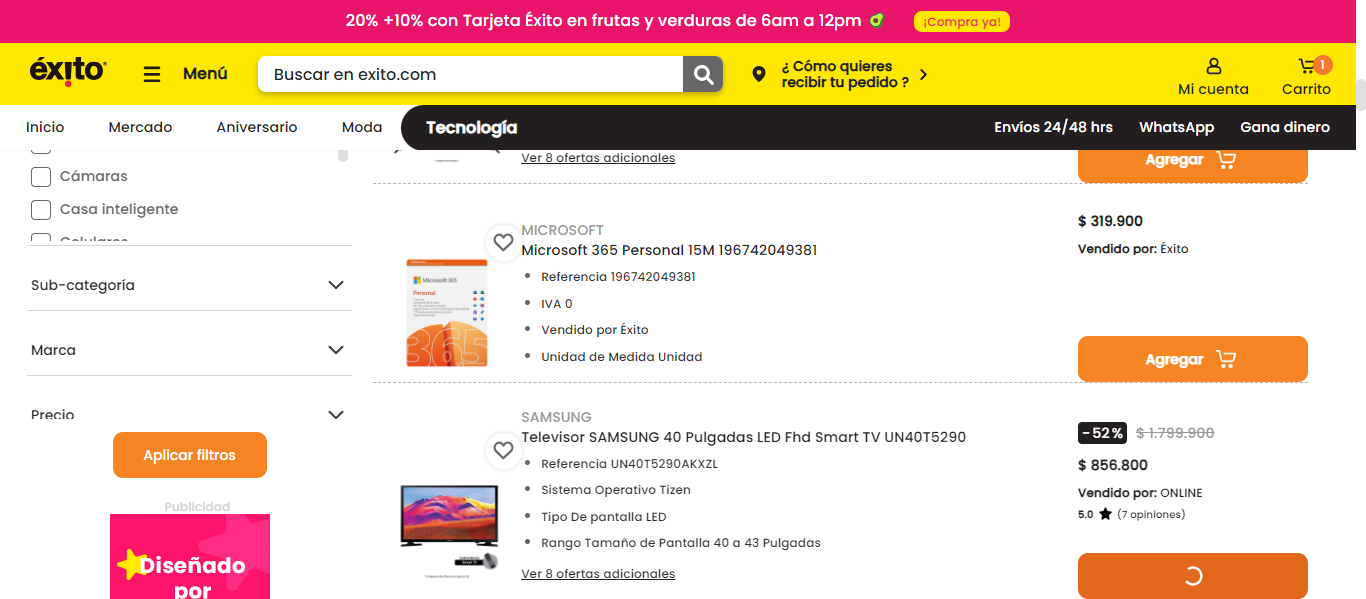 20% +10% con Tarjeta Éxito en frutas y verduras de 6am a 12pm
¡Compra ya!
éxito
Menú
Buscar en exito.com
¿ Cómo quieres
recibir tu pedido ?
Mi cuenta
1
Carrito
Inicio
Mercado
Aniversario
Moda
Tecnología
Envíos 24/48 hrs
WhatsApp
Gana dinero
Cámaras
Casa inteligente
Celulares
Sub-categoría
Marca
Precio
Aplicar filtros
Publicidad
Diseñado
por
Ver 8 ofertas adicionales
Agregar
MICROSOFT
Microsoft 365 Personal 15M 196742049381
Referencia 196742049381
IVA 0
Vendido por Éxito
Unidad de Medida Unidad
Microsoft 365
Personal
365
$ 319.900
Vendido por: Éxito
Agregar
SAMSUNG
Televisor SAMSUNG 40 Pulgadas LED Fhd Smart TV UN40T5290
Referencia UN40T5290AKXZL
Sistema Operativo Tizen
Tipo De pantalla LED
Rango Tamaño de Pantalla 40 a 43 Pulgadas
Ver 8 ofertas adicionales
-52% $ 1.799.900
$ 856.800
Vendido por: ONLINE
5.0 (7 opiniones)